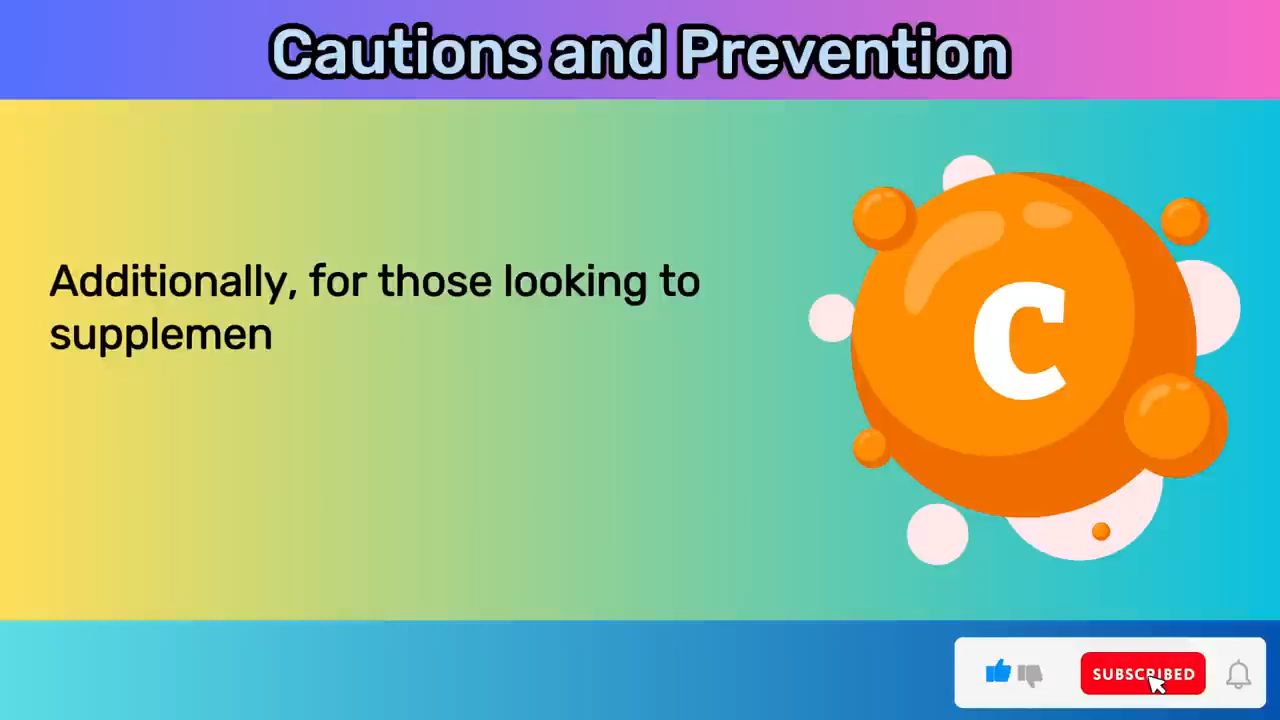 Cautions and Prevention
Additionally, for those looking to
supplemen
C
SUBSCRIBED